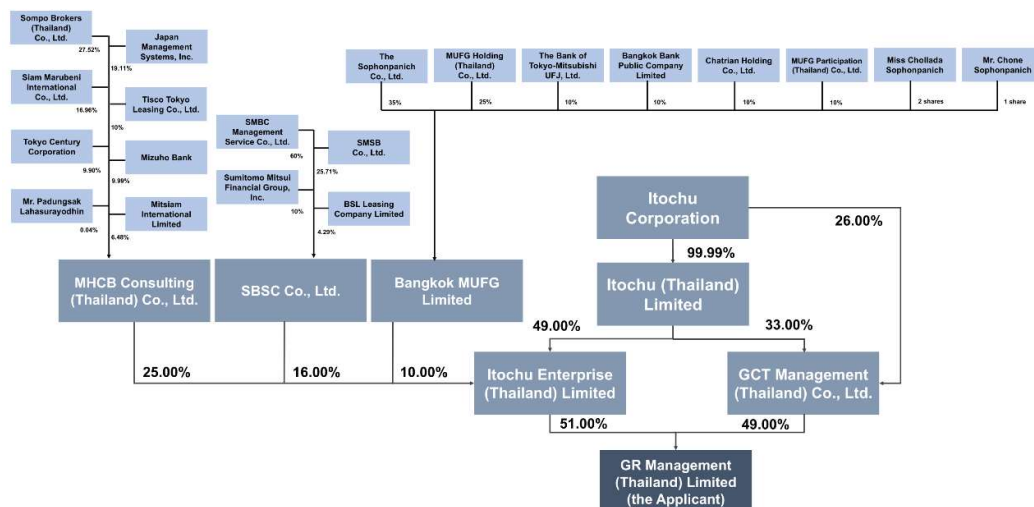 Sompo Brokers
(Thailand)
Co., Ltd.
27.52%
Japan
Management
Systems, Inc.
19.11%
Siam Marubeni
International
Co., Ltd.
16.96%
Tisco Tokyo
Leasing Co., Ltd.
10%
Tokyo Century
Corporation
9.90%
Mizuho Bank
9.99%
Mr. Padungsak
Lahasurayodhin
0.04%
Mitsiam
International
Limited
6.48%
SMBC
Management
Service Co., Ltd.
60%
SMSB
Co., Ltd.
25.71%
Sumitomo Mitsui
Financial Group,
Inc.
10%
BSL Leasing
Company Limited
4.29%
The
Sophonpanich
Co., Ltd.
35%
MUFG Holding
(Thailand)
Co., Ltd.
25%
The Bank of
Tokyo-Mitsubishi
UFJ, Ltd.
10%
Bangkok Bank
Public Company
Limited
10%
Chatrian Holding
Co., Ltd.
10%
MUFG Participation
(Thailand) Co., Ltd.
10%
Miss Chollada
Sophonpanich
2 shares
Mr. Chone
Sophonpanich
1 share
Itochu
Corporation
26.00%
99.99%
MHCB Consulting
(Thailand) Co., Ltd.
SBSC Co., Ltd.
Bangkok MUFG
Limited
Itochu (Thailand)
Limited
49.00%
33.00%
25.00%
16.00%
10.00%
Itochu Enterprise
(Thailand) Limited
GCT Management
(Thailand) Co., Ltd.
51.00%
49.00%
GR Management
(Thailand) Limited
(the Applicant)